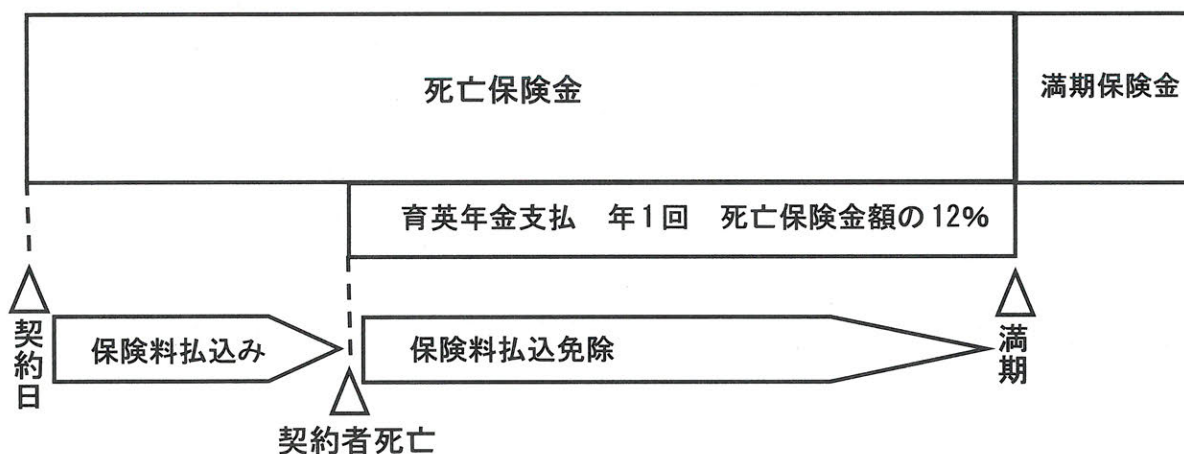 死亡保険金
満期保険金
育英年金支払　年1回　死亡保険金額の12%
契約日
保険料払込み
保険料払込免除
満期
契約者死亡